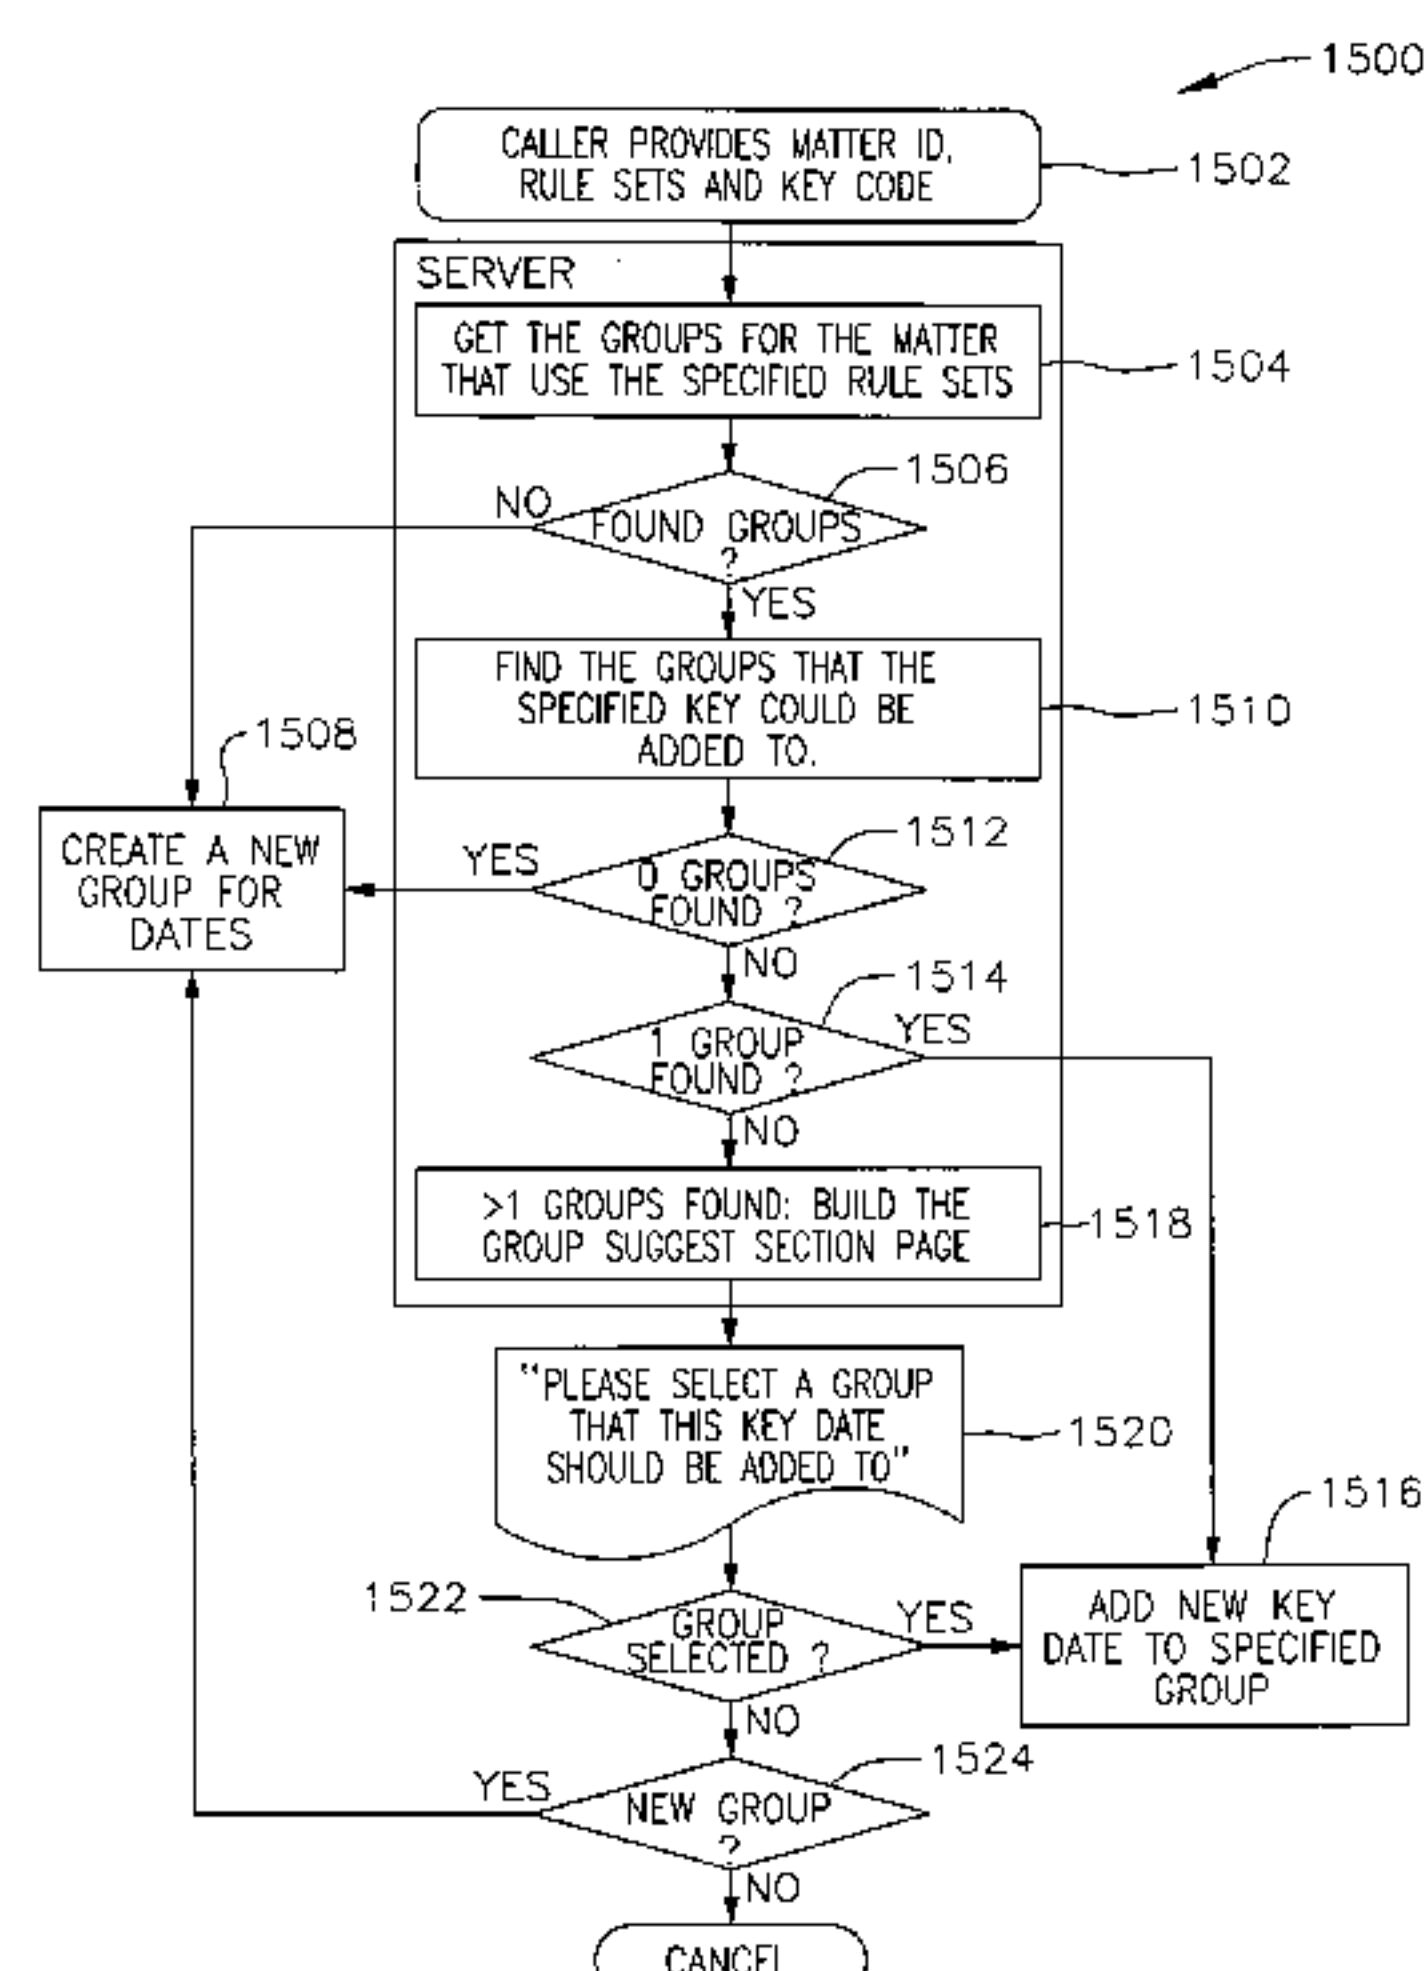 1500
CALLER PROVIDES MATTER ID,
RULE SETS AND KEY CODE
1502
SERVER
GET THE GROUPS FOR THE MATTER
THAT USE THE SPECIFIED RULE SETS
1504
1506
NO
FOUND GROUPS
?
YES
FIND THE GROUPS THAT THE
SPECIFIED KEY COULD BE
ADDED TO.
1510
1508
CREATE A NEW
GROUP FOR
DATES
1512
YES
0 GROUPS
FOUND ?
NO
1514
1 GROUP
FOUND ?
YES
NO
>1 GROUPS FOUND: BUILD THE
GROUP SUGGEST SECTION PAGE
1518
"PLEASE SELECT A GROUP
THAT THIS KEY DATE
SHOULD BE ADDED TO"
1520
1516
ADD NEW KEY
DATE TO SPECIFIED
GROUP
1522
GROUP
SELECTED ?
YES
NO
1524
YES
NEW GROUP
?
NO
CANCEL